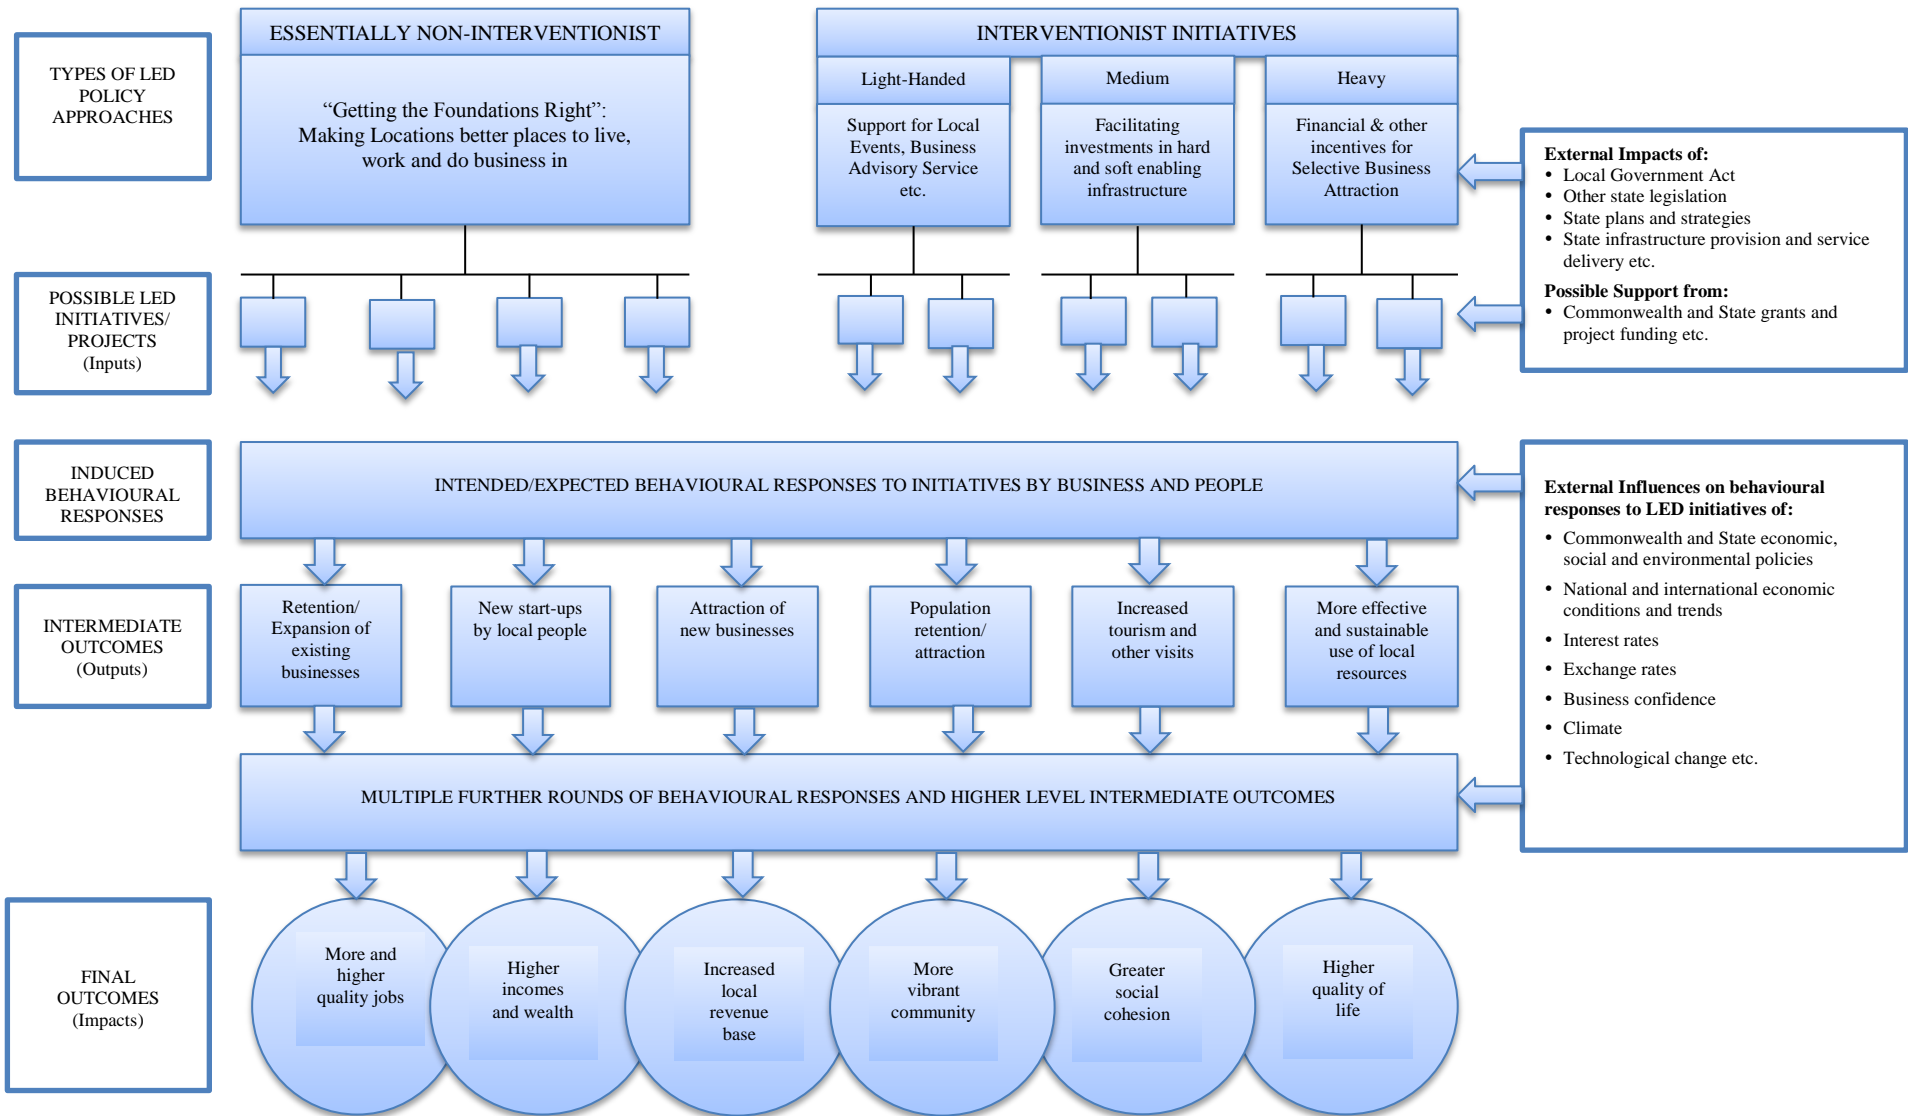 TYPES OF LED
POLICY
APPROACHES
ESSENTIALLY NON-INTERVENTIONIST
“Getting the Foundations Right”:
Making Locations better places to live,
work and do business in
INTERVENTIONIST INITIATIVES
Light-Handed
Support for Local
Events, Business
Advisory Service
etc.
Medium
Facilitating
investments in hard
and soft enabling
infrastructure
Heavy
Financial & other
incentives for
Selective Business
Attraction
External Impacts of:
• Local Government Act
• Other state legislation
• State plans and strategies
• State infrastructure provision and service
delivery etc.
Possible Support from:
• Commonwealth and State grants and
project funding etc.
POSSIBLE LED
INITIATIVES/
PROJECTS
(Inputs)
INDUCED
BEHAVIOURAL
RESPONSES
INTENDED/EXPECTED BEHAVIOURAL RESPONSES TO INITIATIVES BY BUSINESS AND PEOPLE
External Influences on behavioural
responses to LED initiatives of:
• Commonwealth and State economic,
social and environmental policies
• National and international economic
conditions and trends
• Interest rates
• Exchange rates
• Business confidence
• Climate
• Technological change etc.
INTERMEDIATE
OUTCOMES
(Outputs)
Retention/
Expansion of
existing
businesses
New start-ups
by local people
Attraction of
new businesses
Population
retention/
attraction
Increased
tourism and
other visits
More effective
and sustainable
use of local
resources
MULTIPLE FURTHER ROUNDS OF BEHAVIOURAL RESPONSES AND HIGHER LEVEL INTERMEDIATE OUTCOMES
FINAL
OUTCOMES
(Impacts)
More and
higher
quality jobs
Higher
incomes
and wealth
Increased
local
revenue
base
More
vibrant
community
Greater
social
cohesion
Higher
quality of
life